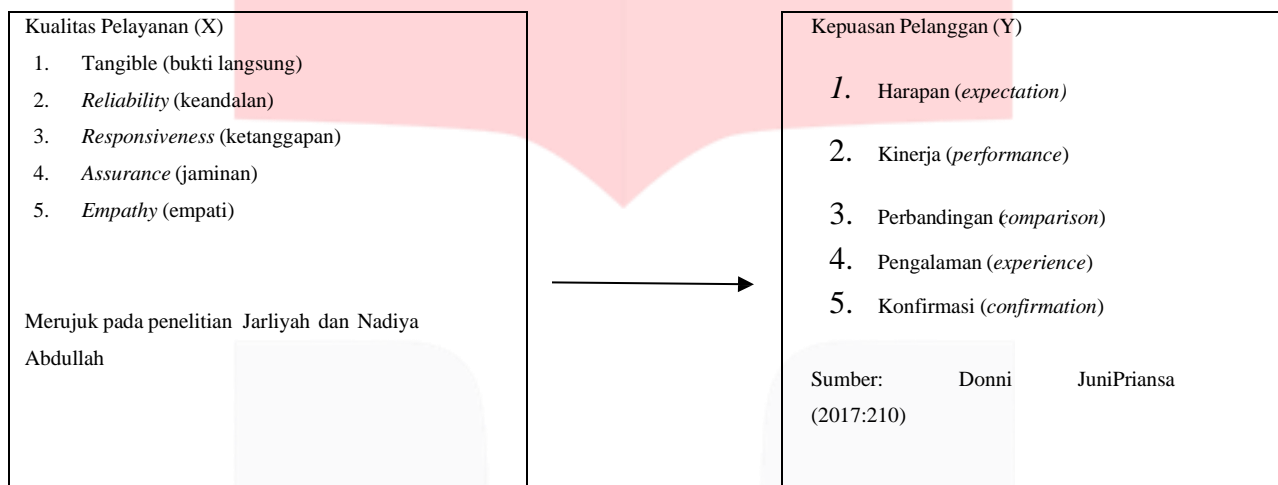 Kualitas Pelayanan (X)
1. Tangible (bukti langsung)
2. Reliability (keandalan)
3. Responsiveness (ketanggapan)
4. Assurance (jaminan)
5. Empathy (empati)
Merujuk pada penelitian Jarliyah dan Nadiya
Abdullah
Kepuasan Pelanggan (Y)
1. Harapan (expectation)
2. Kinerja (performance)
3. Perbandingan (comparison)
4. Pengalaman (experience)
5. Konfirmasi (confirmation)
Sumber: Donni JuniPriansa
(2017:210)